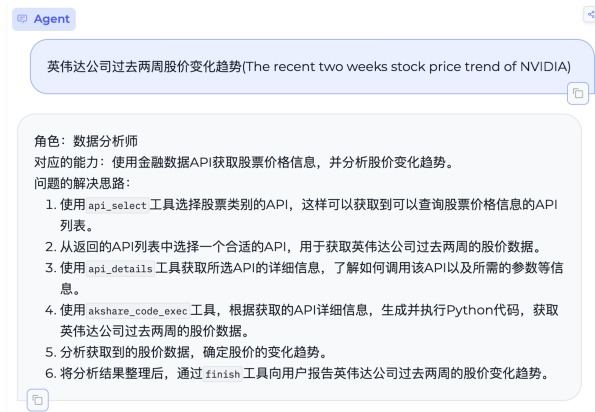 Agent
英伟达公司过去两周股价变化趋势(The recent two weeks stock price trend of NVIDIA)
角色：数据分析师
对应的能力：使用金融数据API获取股票价格信息，并分析股价变化趋势。
问题的解决思路：
1. 使用api_select工具选择股票类别的API，这样可以获取到可以查询股票价格信息的API
列表。
2. 从返回的API列表中选择一个合适的API，用于获取英伟达公司过去两周的股价数据。
3. 使用api_details工具获取所选API的详细信息，了解如何调用该API以及所需的参数等信
息。
4. 使用akshare_code_exec工具，根据获取的API详细信息，生成并执行Python代码，获取
英伟达公司过去两周的股价数据。
5. 分析获取到的股价数据，确定股价的变化趋势。
6. 将分析结果整理后，通过finish工具向用户报告英伟达公司过去两周的股价变化趋势。